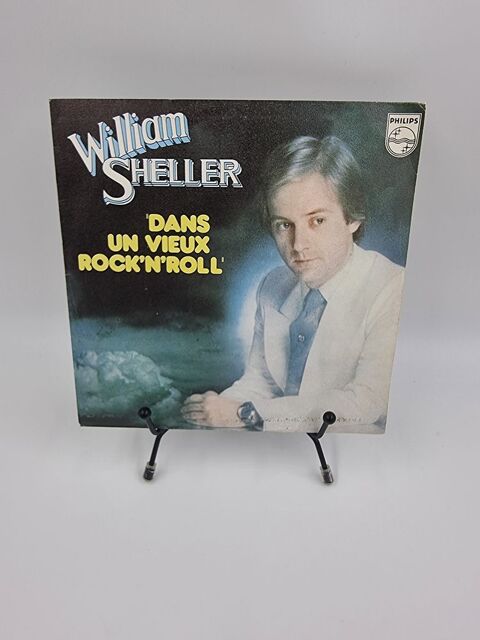 William
SHELLER
PHILIPS
'DANS
UN VIEUX
ROCK'N'ROLL'